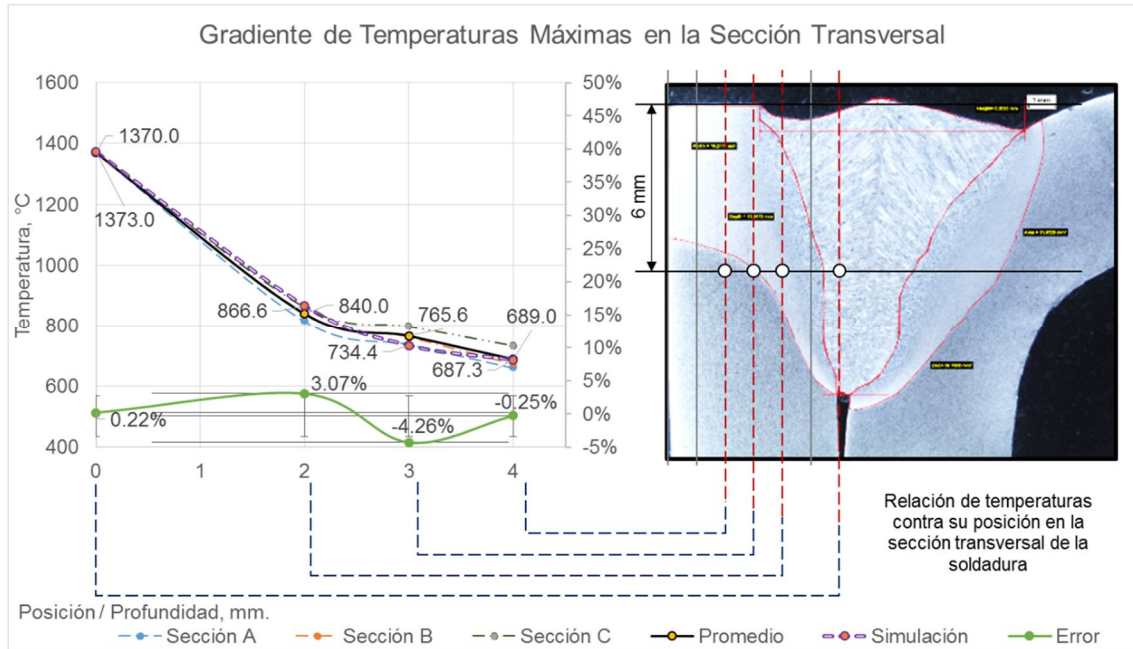 Gradiente de Temperaturas Máximas en la Sección Transversal
1600
1400
1200
1000
800
600
400
Temperatura, °C
1370.0
1373.0
866.6
840.0
765.6
734.4
689.0
687.3
0.22%
3.07%
-4.26%
-0.25%
50%
45%
40%
35%
30%
25%
20%
15%
10%
5%
0%
-5%
0
1
2
3
4
6 mm
1 mm
Relación de temperaturas
contra su posición en la
sección transversal de la
soldadura
Posición / Profundidad, mm.
Sección A
Sección B
Sección C
Promedio
Simulación
Error